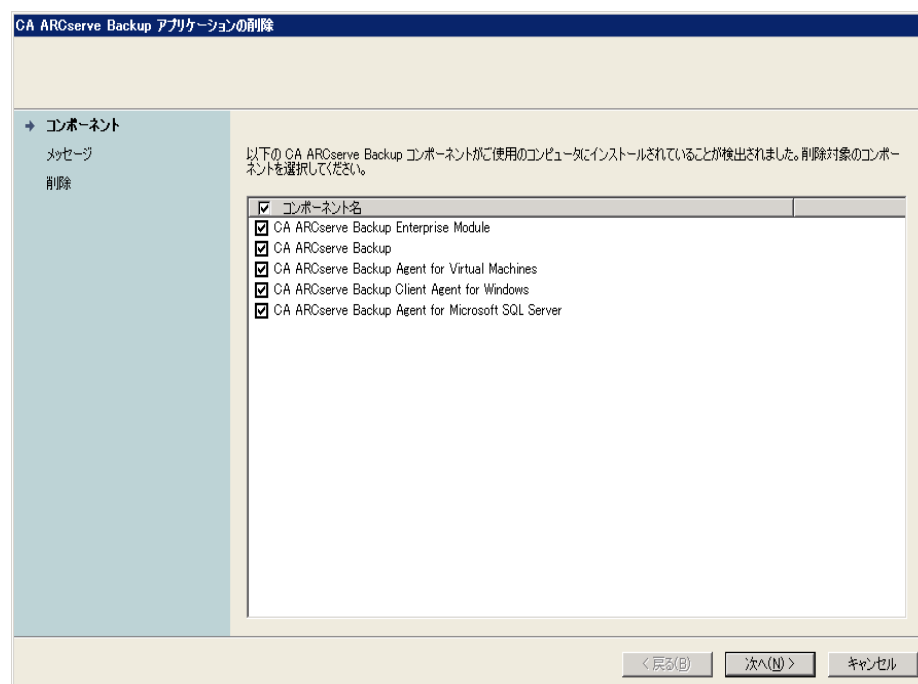 CA ARCserve Backup アプリケーションの削除
コンポーネント
メッセージ
削除
以下の CA ARCserve Backup コンポーネントがご使用のコンピュータにインストールされていることが検出されました。削除対象のコンポー
ネントを選択してください。
コンポーネント名
CA ARCserve Backup Enterprise Module
CA ARCserve Backup
CA ARCserve Backup Agent for Virtual Machines
CA ARCserve Backup Client Agent for Windows
CA ARCserve Backup Agent for Microsoft SQL Server
< 戻る(B) 次へ(N) > キャンセル